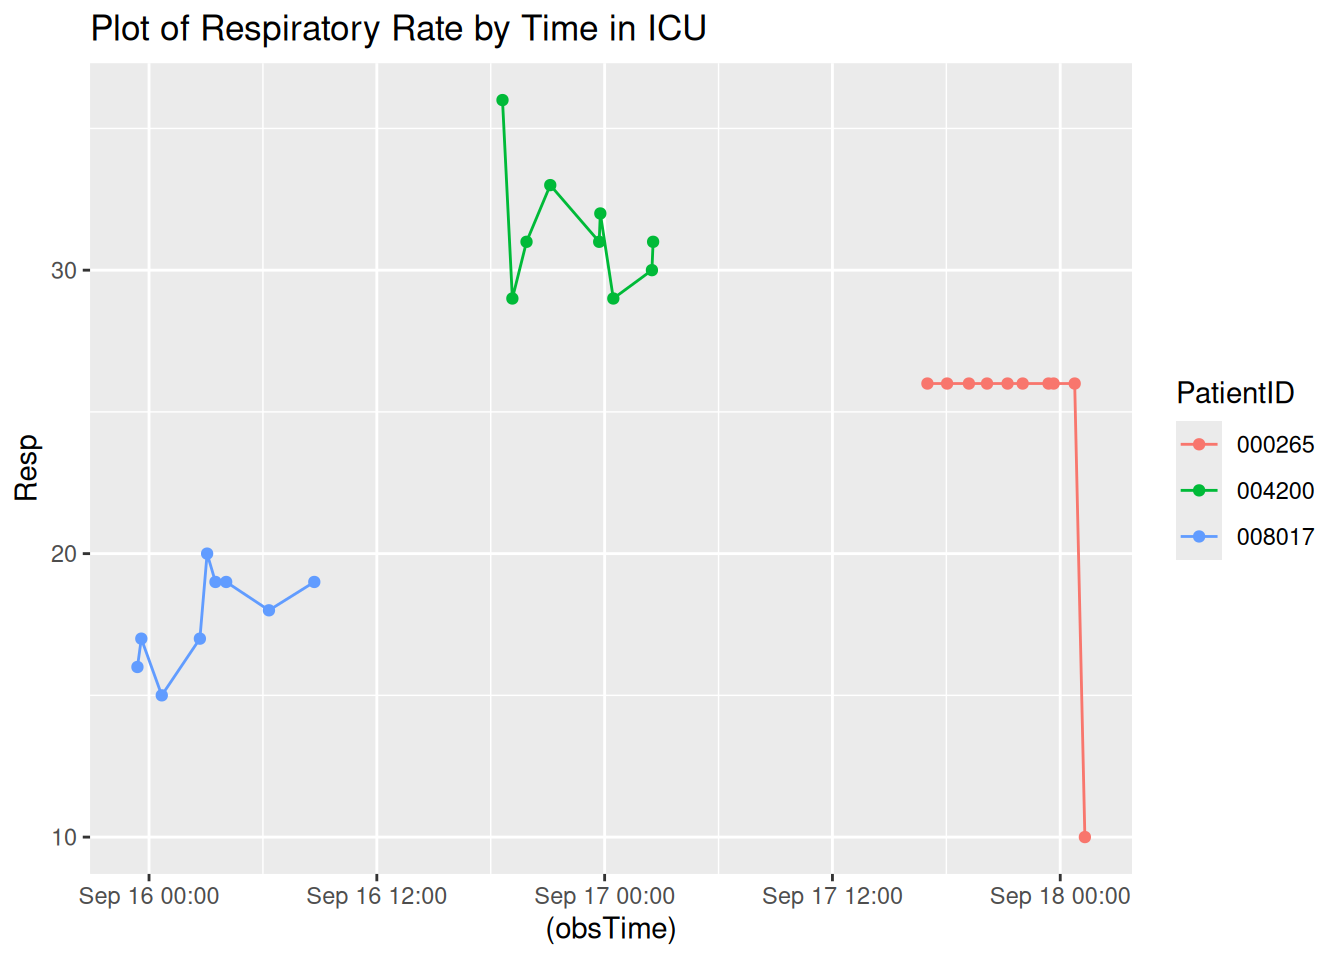 Plot of Respiratory Rate by Time in ICU
Resp
30
20
10
Sep 16 00:00 Sep 16 12:00 Sep 17 00:00 Sep 17 12:00 Sep 18 00:00
(obsTime)
PatientID
000265
004200
008017